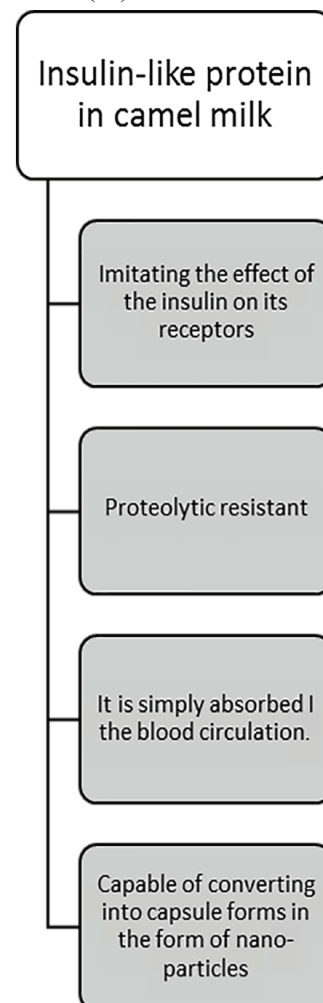 Insulin-like protein
in camel milk
Imitating the effect of
the insulin on its
receptors
Proteolytic resistant
It is simply absorbed I
the blood circulation.
Capable of converting
into capsule forms in
the form of nano-
particles